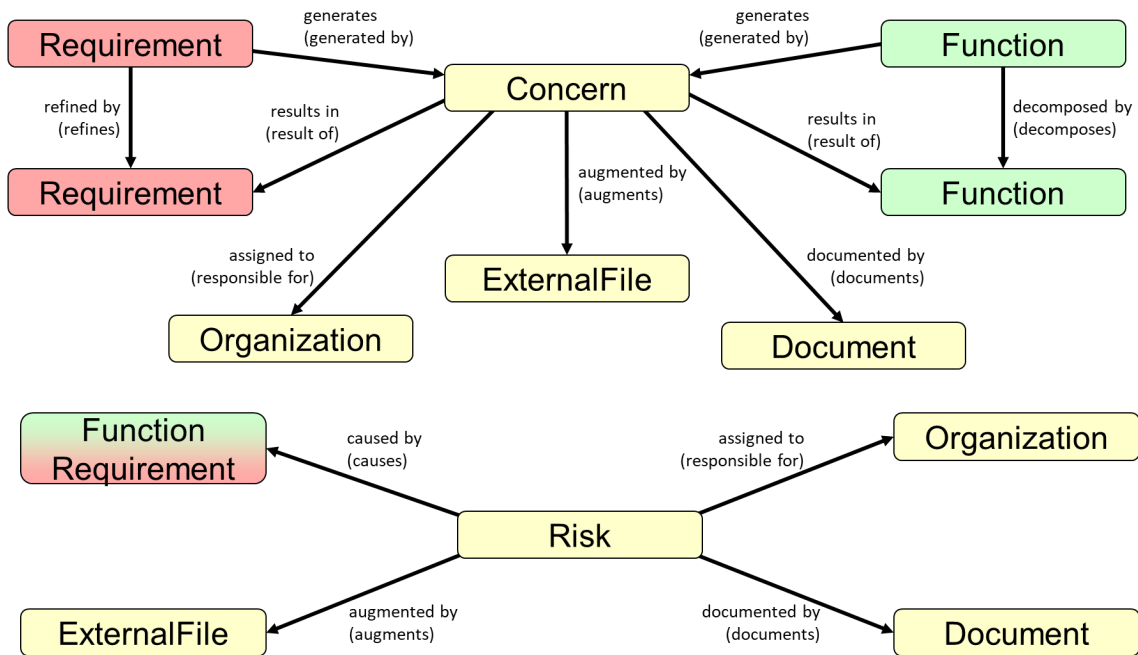 generates
(generated by)
generates
(generated by)
Requirement
Function
Concern
refined by
(refines)
results in
(result of)
results in
(result of)
decomposed by
(decomposes)
augmented by
(augments)
Requirement
Function
assigned to
(responsible for)
documented by
(documents)
ExternalFile
Organization
Document
Function
Requirement
caused by
(causes)
assigned to
(responsible for)
Organization
Risk
augmented by
(augments)
documented by
(documents)
ExternalFile
Document